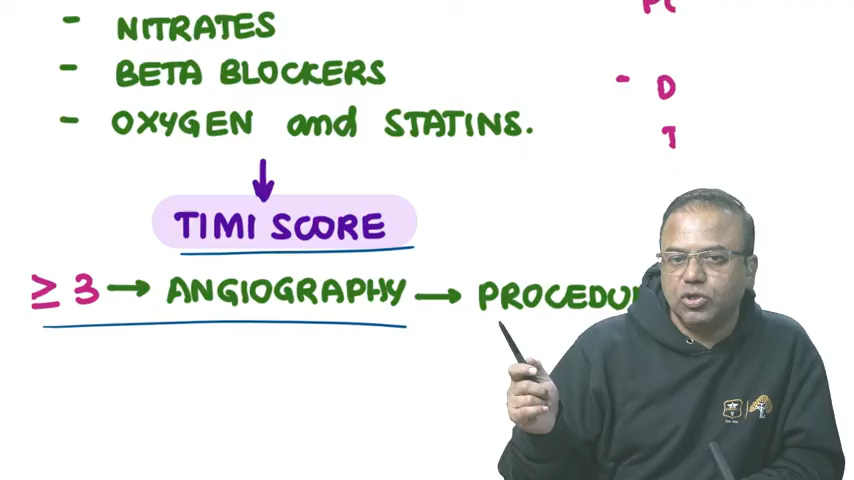 - NITRATES
- BETA BLOCKERS
- OXYGEN and STATINS.
TIMI SCORE
≥ 3 → ANGIOGRAPHY →
- D